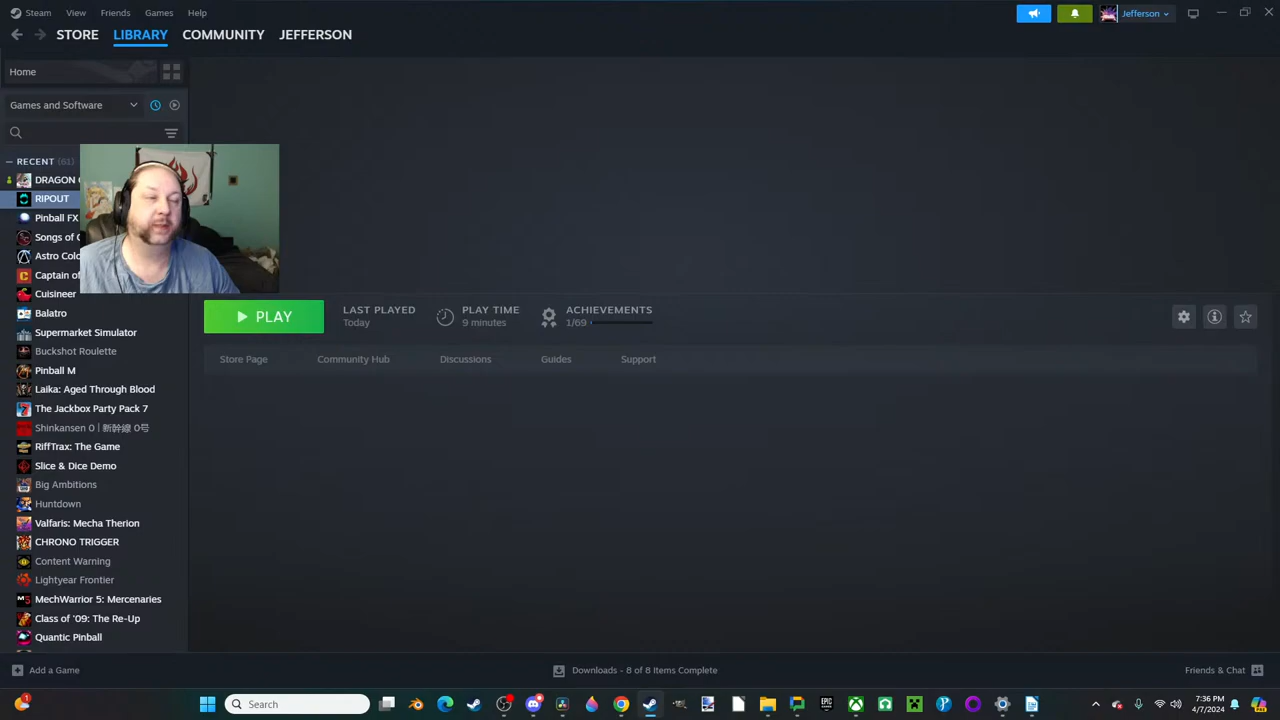 Steam View Friends Games Help
Jefferson
STORE LIBRARY COMMUNITY JEFFERSON
Home
Games and Software
RECENT (61)
DRAGON
RIPOUT
PLAY
LAST PLAYED
Today
PLAY TIME
9 minutes
ACHIEVEMENTS
1/69
Store Page Community Hub Discussions Guides Support
Pinball FX
Songs of
Astro
Captain of
Cuisineer
Balatro
Supermarket Simulator
Buckshot Roulette
Pinball M
Laika: Aged Through Blood
The Jackbox Party Pack 7
Shinkansen 0 | 新幹線 0号
RiffTrax: The Game
Slice & Dice Demo
Big Ambitions
Huntdown
Valfaris: Mecha Therion
CHRONO TRIGGER
Content Warning
Lightyear Frontier
MechWarrior 5: Mercenaries
Class of '09: The Re-Up
Quantic Pinball
Add a Game
Downloads - 8 of 8 Items Complete
Friends & Chat
1
Search
EPIC
7:36 PM
4/7/2024